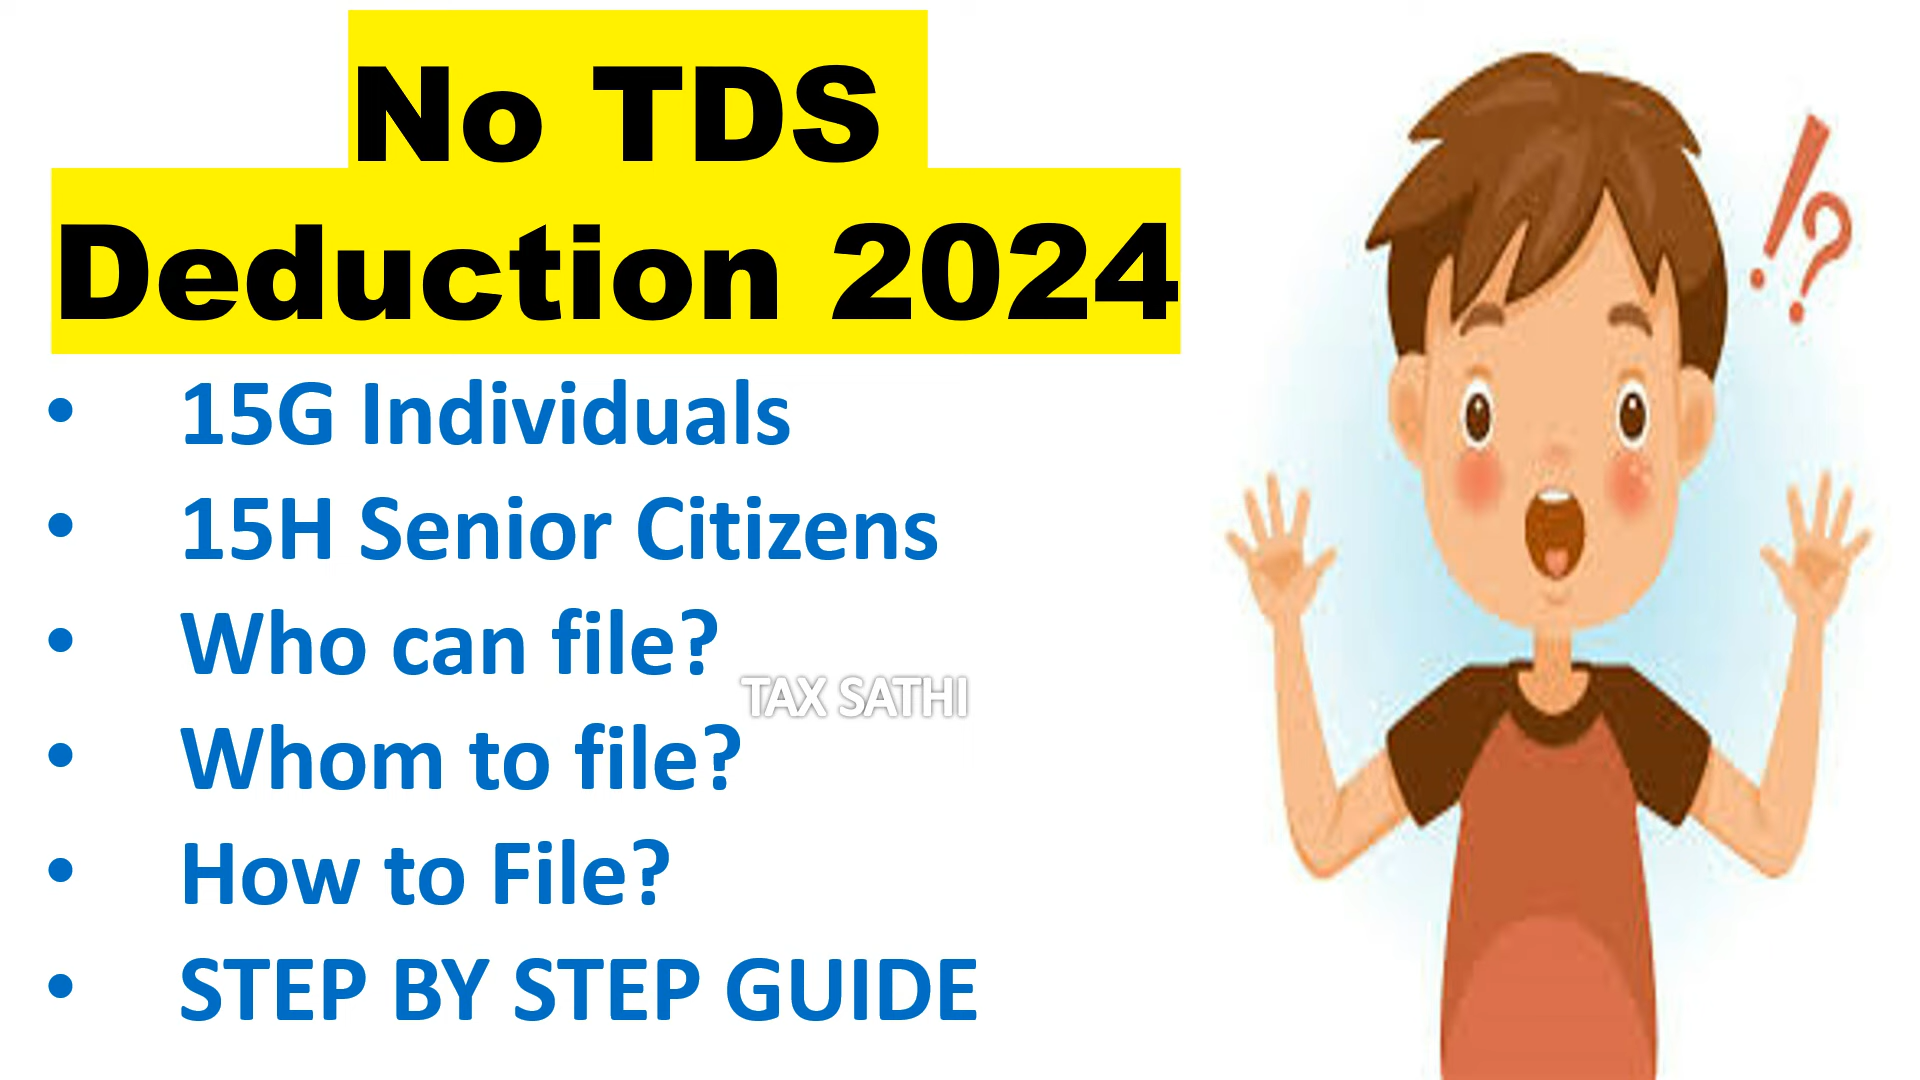 No TDS
Deduction 2024
• 15G Individuals
• 15H Senior Citizens
• Who can file?
TAX SATHI
• Whom to file?
• How to File?
• STEP BY STEP GUIDE
!?